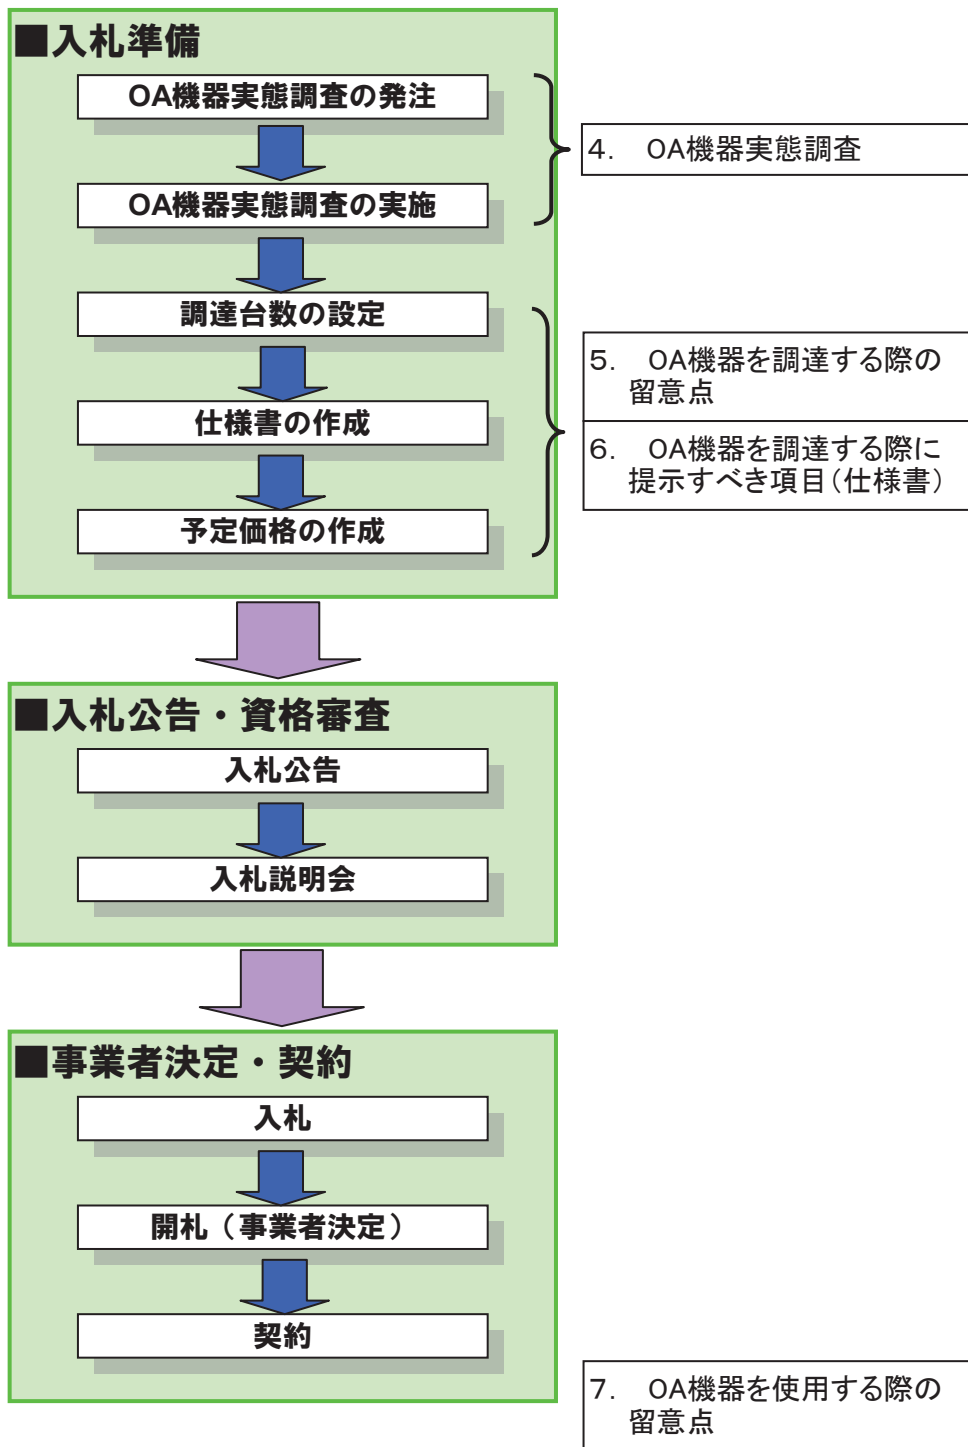 ■入札準備
OA機器実態調査の発注
OA機器実態調査の実施
4.　OA機器実態調査
調達台数の設定
仕様書の作成
予定価格の作成
5.　OA機器を調達する際の
留意点
6.　OA機器を調達する際に
提示すべき項目（仕様書）
■入札公告・資格審査
入札公告
入札説明会
■事業者決定・契約
入札
開札（事業者決定）
契約
7.　OA機器を使用する際の
留意点